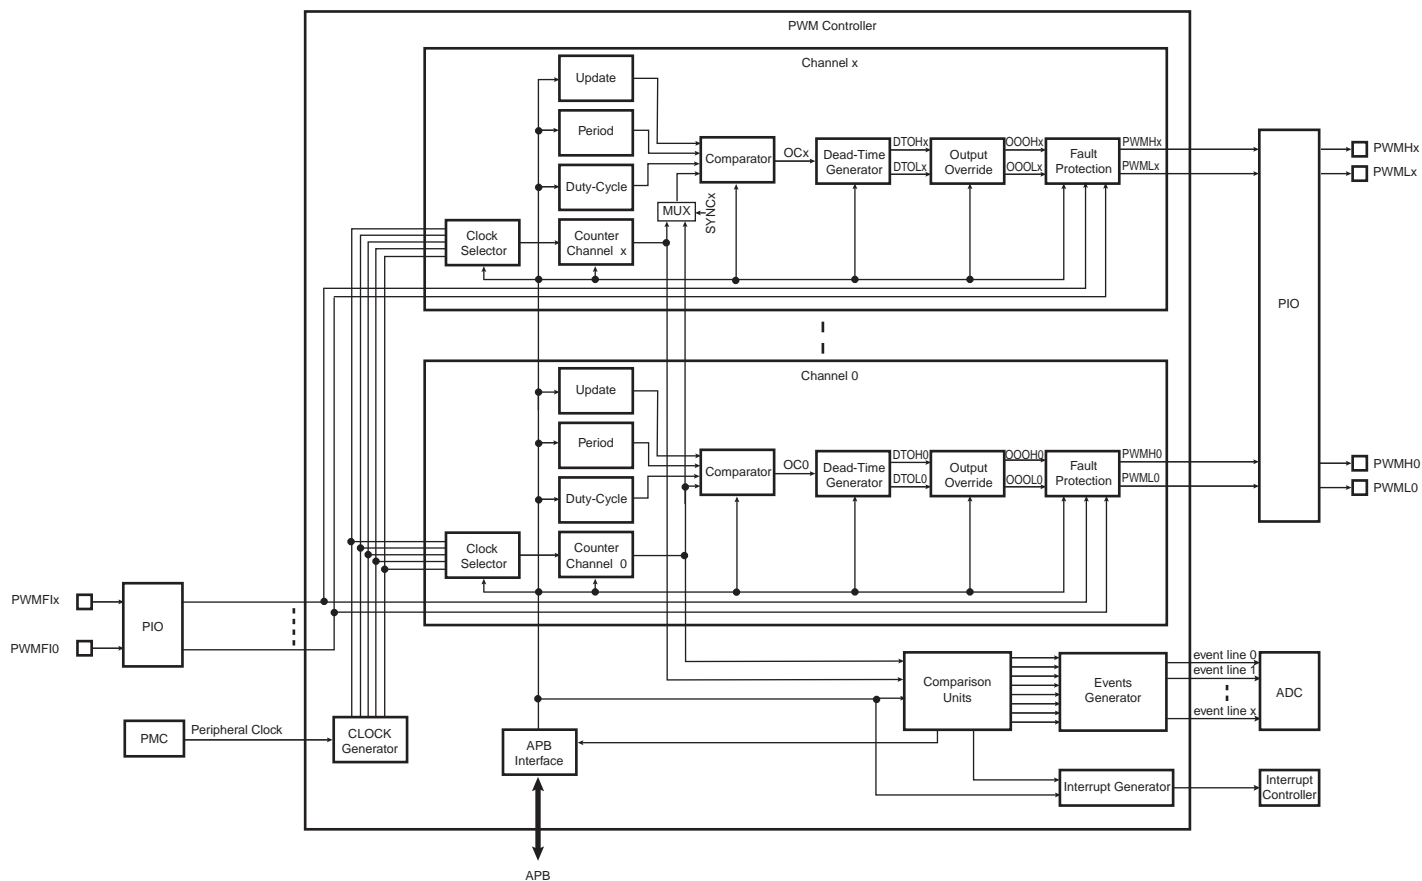 PWM Controller
Channel x
Update
Period
Comparator
OCx
Dead-Time
Generator
DTOHx
DTOLx
Output
Override
OOOHx
OOOLx
Fault
Protection
PWMHx
PWMLx
PWMHx
PWMLx
Duty-Cycle
MUX
SYNCx
Clock
Selector
Counter
Channel x
PIO
Channel 0
Update
Period
Comparator
OC0
Dead-Time
Generator
DTOH0
DTOL0
Output
Override
OOOH0
OOOL0
Fault
Protection
PWMH0
PWML0
PWMH0
PWML0
Duty-Cycle
Clock
Selector
Counter
Channel 0
PWMFIx
PIO
PWMFI0
Comparison
Units
Events
Generator
event line 0
event line 1
event line x
ADC
PMC
Peripheral Clock
CLOCK
Generator
APB
Interface
Interrupt Generator
Interrupt
Controller
APB